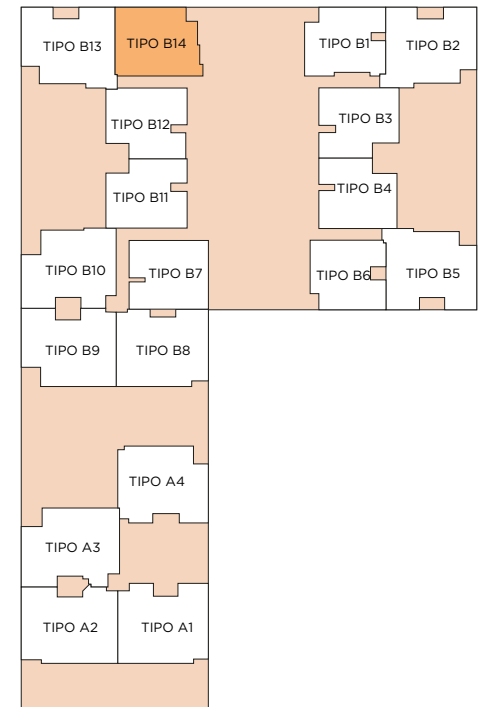 TIPO B13
TIPO B14
TIPO B1
TIPO B2
TIPO B12
TIPO B3
TIPO B11
TIPO B4
TIPO B10
TIPO B7
TIPO B6
TIPO B5
TIPO B9
TIPO B8
TIPO A4
TIPO A3
TIPO A2
TIPO A1